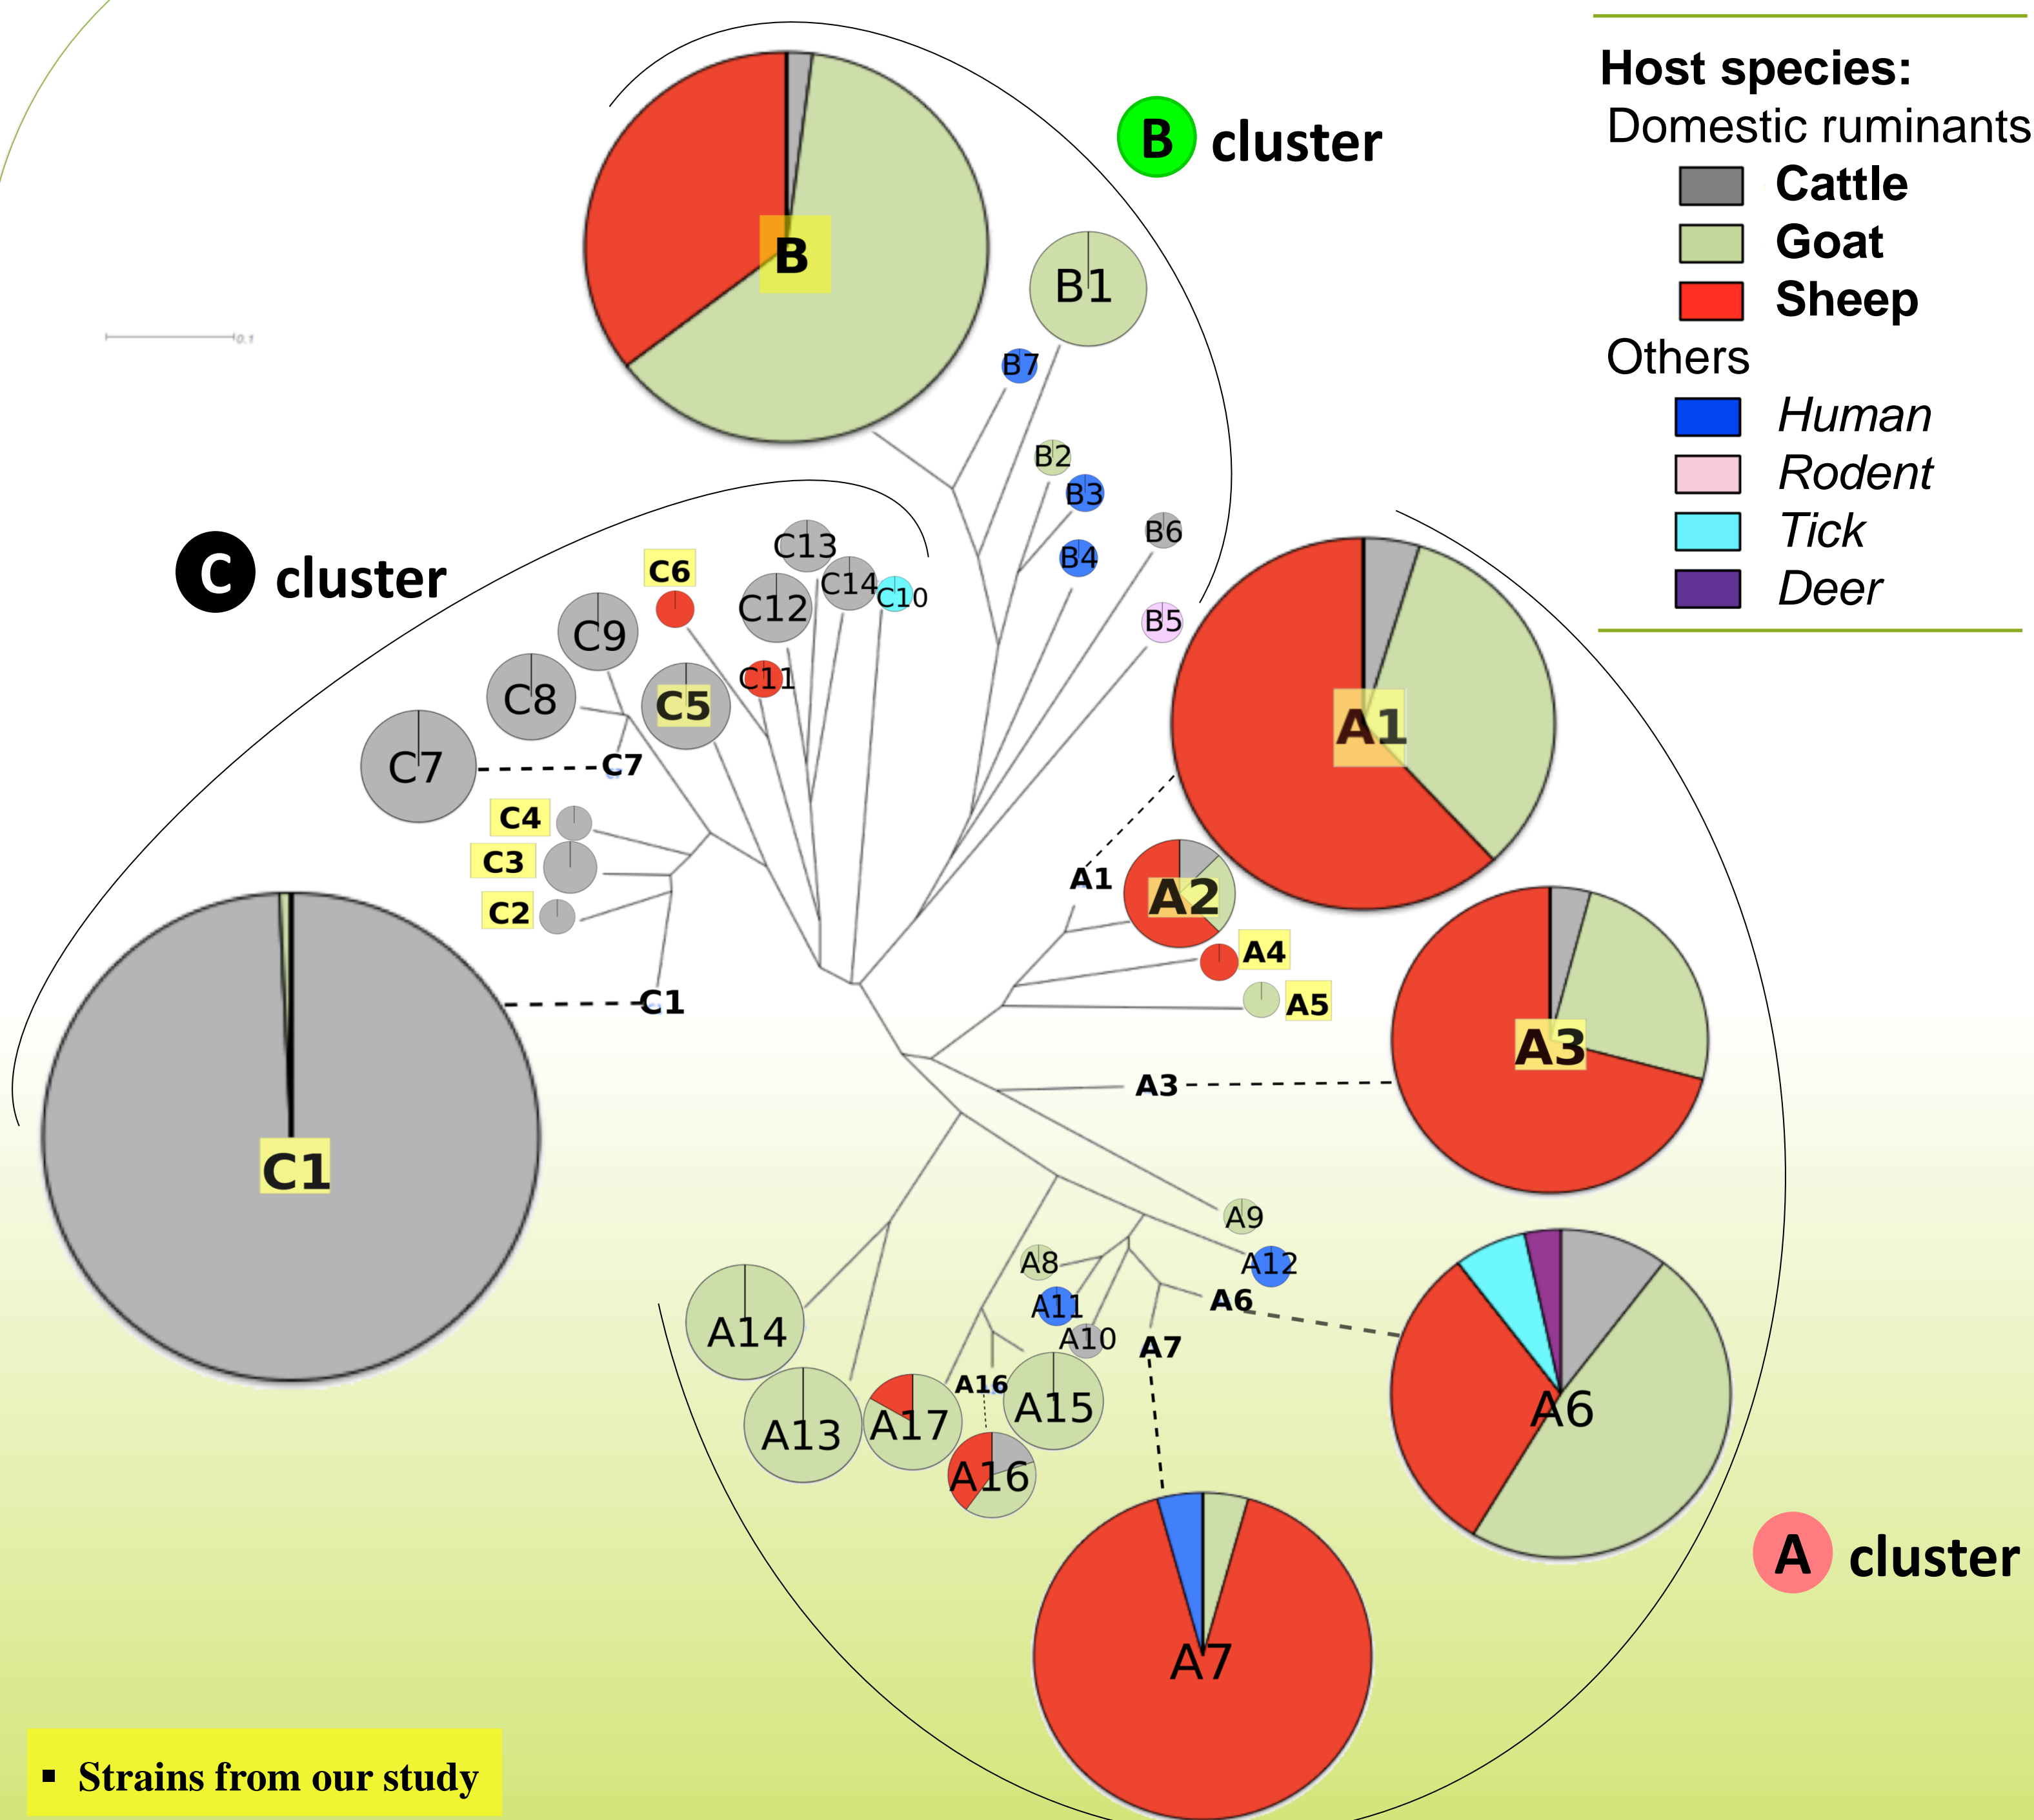 Host species:
Domestic ruminants
Cattle
Goat
Sheep
Others
Human
Rodent
Tick
Deer
B cluster
B
B1
B7
B2
B3
B4
B6
B5
0.1
C cluster
C13
C6
C14
C10
C12
C9
C11
C8
C5
C7
C7
C4
C3
C2
C1
C1
A1
A1
A2
A4
A5
A3
A3
A9
A8
A12
A11
A6
A10
A7
A6
A14
A16
A15
A13
A17
A16
A cluster
A7
▪ Strains from our study